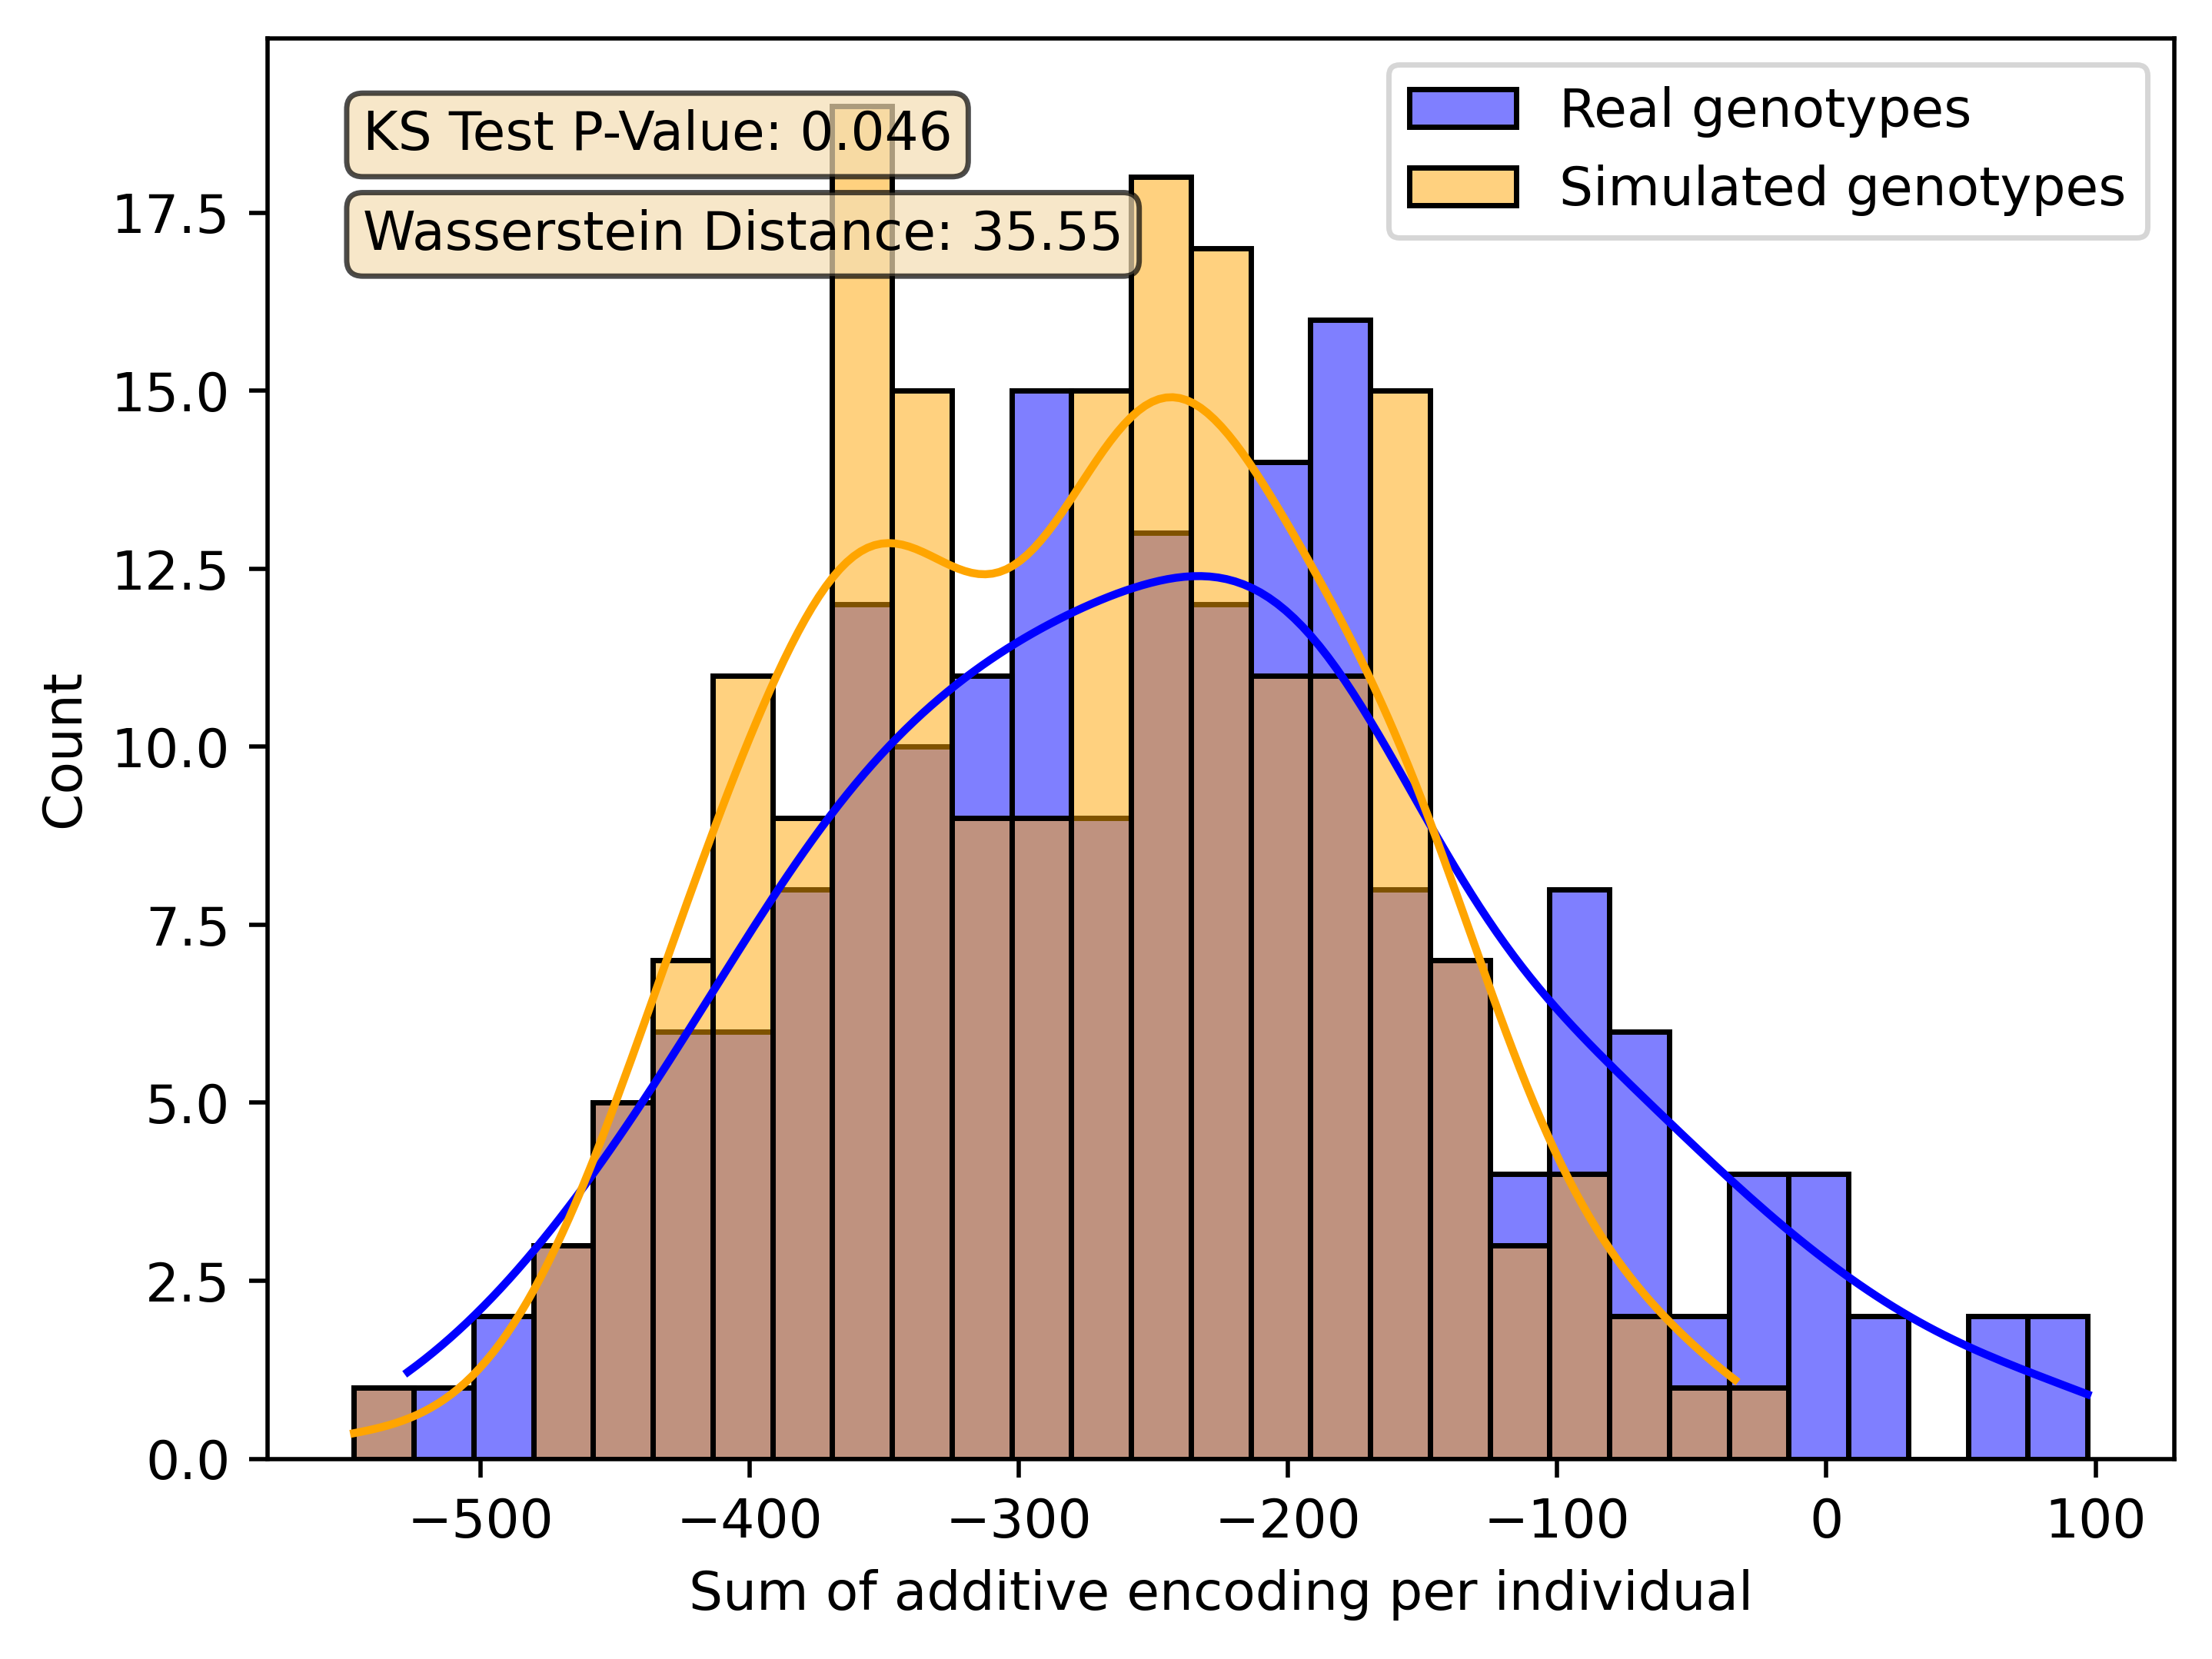 KS Test P-Value: 0.046
Wasserstein Distance: 35.55
Real genotypes
Simulated genotypes
17.5
15.0
12.5
10.0
7.5
5.0
2.5
0.0
Count
−500
−400
−300
−200
−100
0
100
Sum of additive encoding per individual